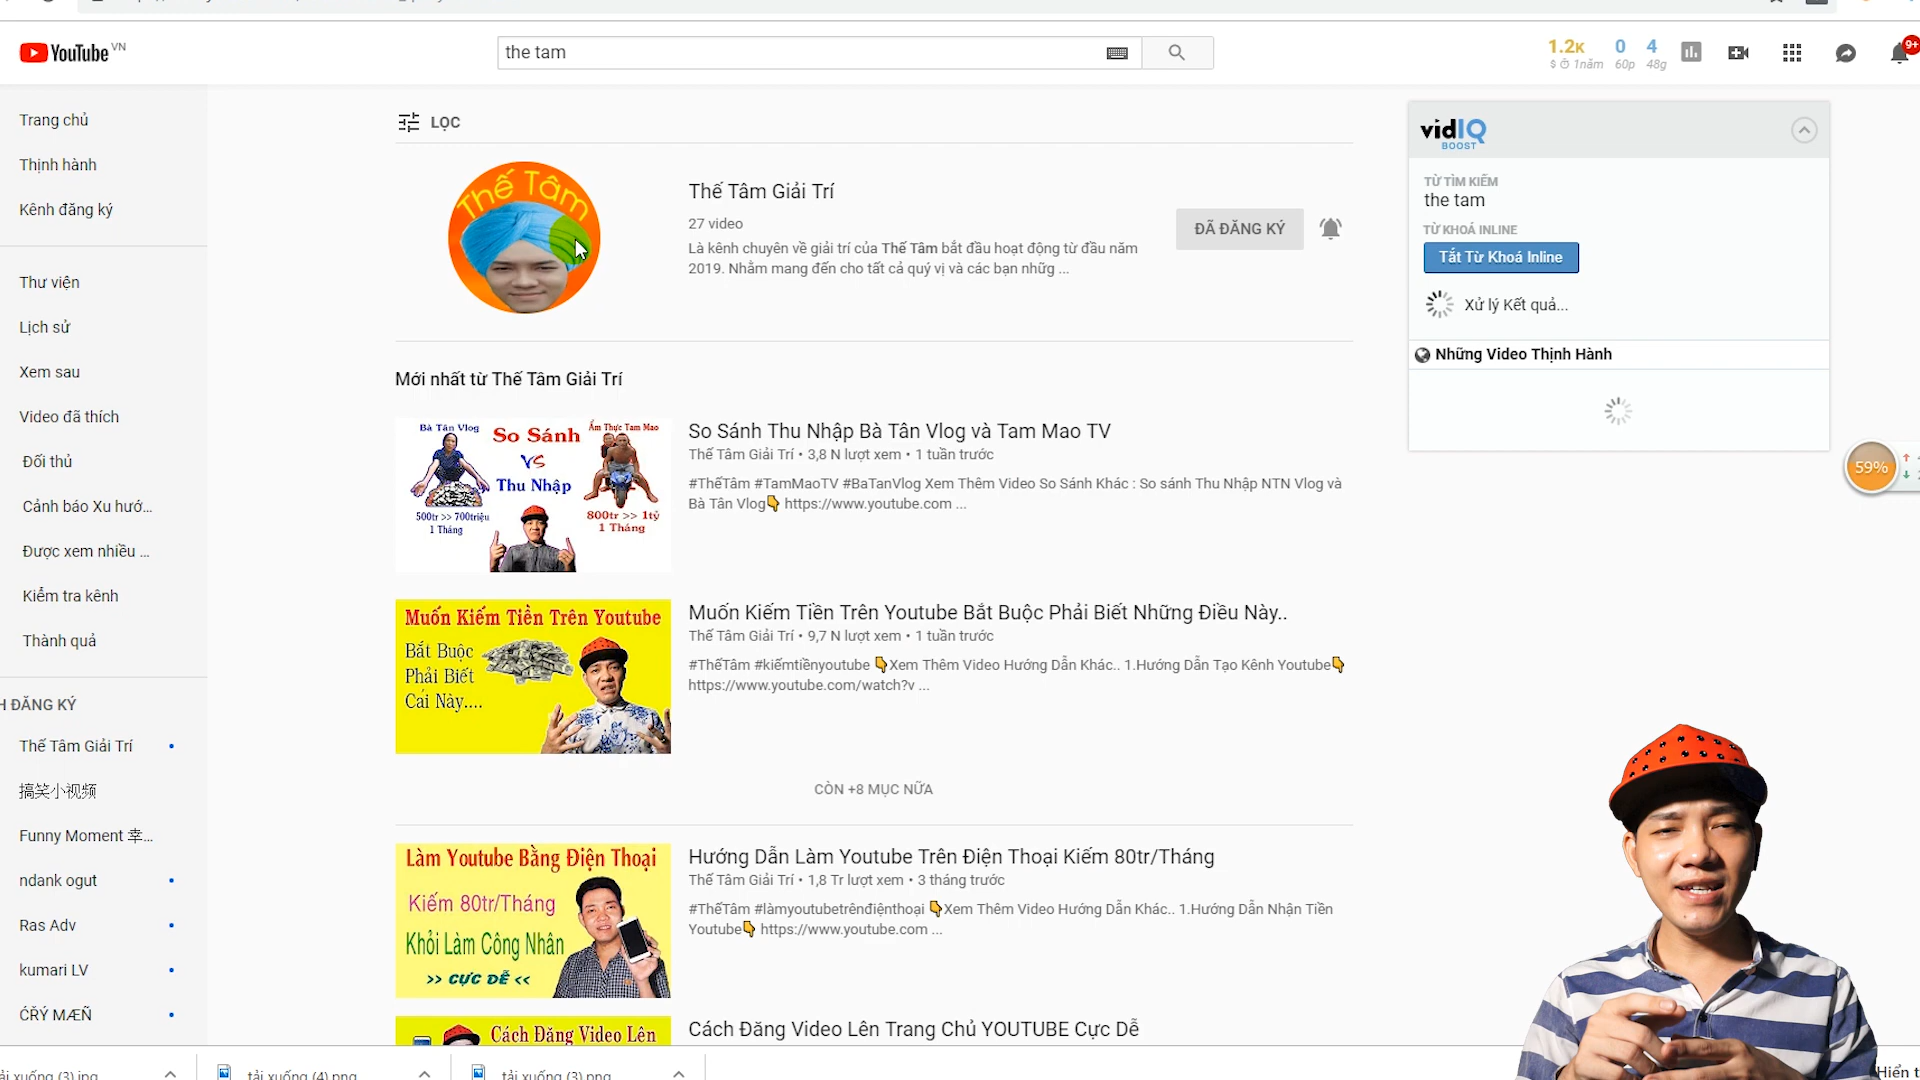 YouTube VN
the tam
1.2K
$ 1năm
0
60p
4
48g
9+
Trang chủ
Thịnh hành
Kênh đăng ký
Thư viện
Lịch sử
Xem sau
Video đã thích
Đối thủ
Cảnh báo Xu hướ...
Được xem nhiều ...
Kiểm tra kênh
Thành quả
H ĐĂNG KÝ
Thế Tâm Giải Trí
搞笑小视频
Funny Moment 幸...
ndank ogut
Ras Adv
kumari LV
ĆŘÝ MÆÑ
LỌC
Thế Tâm
Thế Tâm Giải Trí
27 video
Là kênh chuyên về giải trí của Thế Tâm bắt đầu hoạt động từ đầu năm
2019. Nhằm mang đến cho tất cả quý vị và các bạn nhữg ...
ĐÃ ĐĂNG KÝ
Mới nhất từ Thế Tâm Giải Trí
Bà Tân Vlog
So Sánh
Ẩm Thực Tam Mao
VS
Thu Nhập
500tr >> 700triệu
1 Tháng
800tr >> 1tỷ
1 Tháng
So Sánh Thu Nhập Bà Tân Vlog và Tam Mao TV
Thế Tâm Giải Trí • 3,8 N lượt xem • 1 tuần trước
#ThếTâm #TamMaoTV #BaTanVlog Xem Thêm Video So Sánh Khác : So sánh Thu Nhập NTN Vlog và
Bà Tân Vlog👇 https://www.youtube.com ...
Muốn Kiếm Tiền Trên Youtube
Bắt Buộc
Phải Biết
Cái Này....
Muốn Kiếm Tiền Trên Youtube Bắt Buộc Phải Biết Những Điều Này..
Thế Tâm Giải Trí • 9,7 N lượt xem • 1 tuần trước
#ThếTâm #kiếmtiềnyoutube 👇Xem Thêm Video Hướng Dẫn Khác.. 1.Hướng Dẫn Tạo Kênh Youtube👇
https://www.youtube.com/watch?v ...
CÒN +8 MỤC NỮA
Làm Youtube Bằng Điện Thoại
Kiếm 80tr/Tháng
Khỏi Làm Công Nhân
>> CỰC DỄ <<
Hướng Dẫn Làm Youtube Trên Điện Thoại Kiếm 80tr/Tháng
Thế Tâm Giải Trí • 1,8 Tr lượt xem • 3 tháng trước
#ThếTâm #làmyoutubetrênđiệnthoại 👇Xem Thêm Video Hướng Dẫn Khác.. 1.Hướng Dẫn Nhận Tiền
Youtube👇 https://www.youtube.com ...
Cách Đăng Video Lên
Cách Đăng Video Lên Trang Chủ YOUTUBE Cực Dễ
vidIQ
BOOST
TỪ TÌM KIẾM
the tam
TỪ KHOÁ INLINE
Tắt Từ Khoá Inline
Xử lý Kết quả...
Những Video Thịnh Hành
59%
tải xuống (3).jpg
tải xuống (4).png
tải xuống (3).png
Hiển t